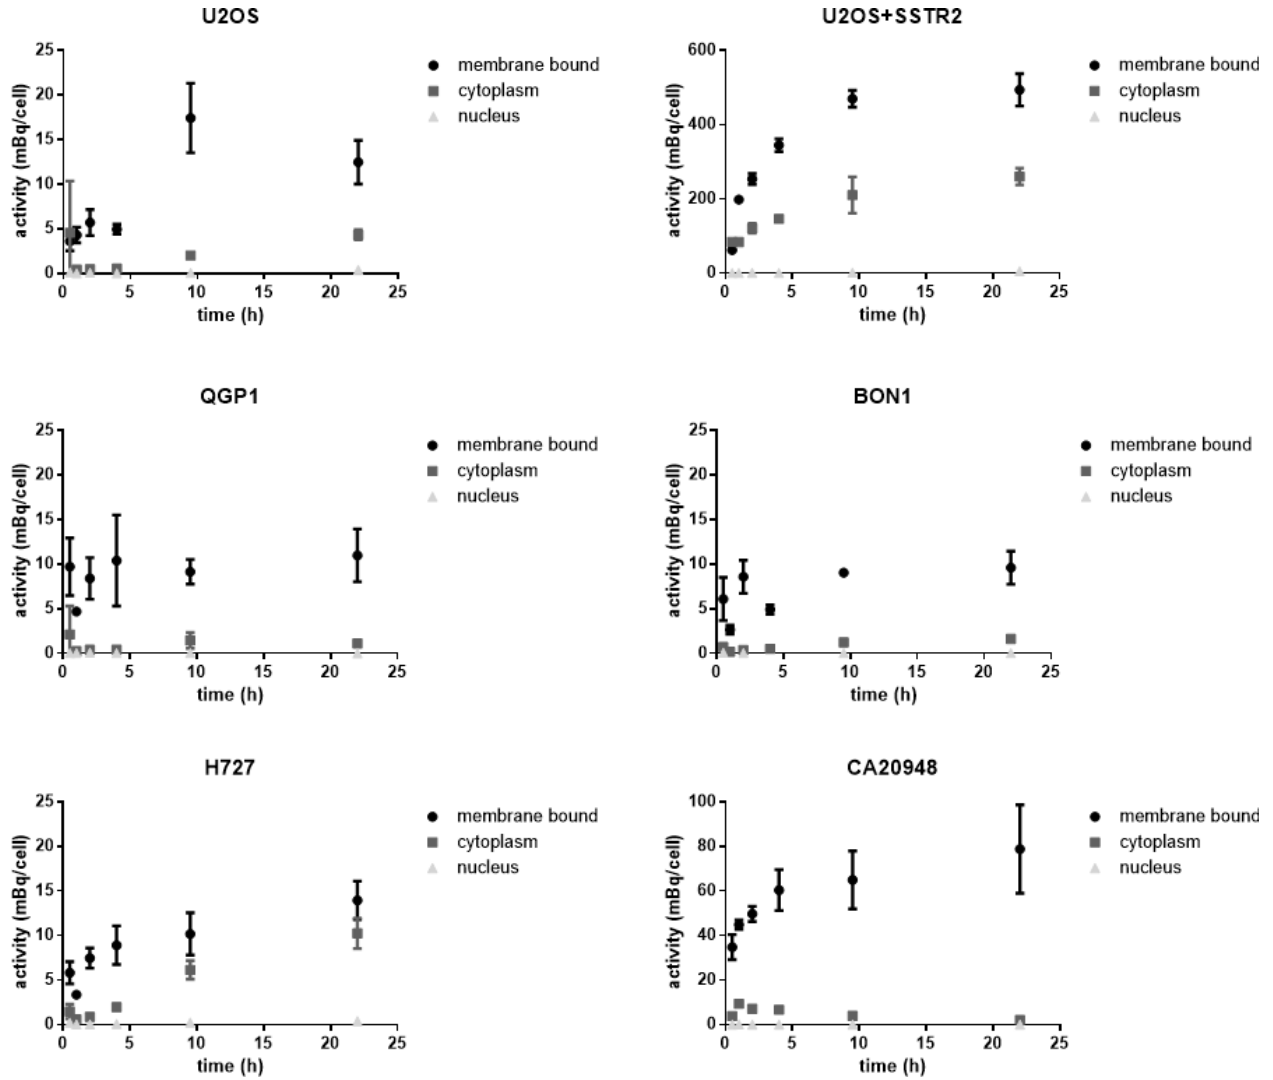 U2OS
activity (mBq/cell)
25
20
15
10
5
0
0 5 10 15 20 25
time (h)
membrane bound
cytoplasm
nucleus
U2OS+SSTR2
activity (mBq/cell)
600
400
200
0
0 5 10 15 20 25
time (h)
membrane bound
cytoplasm
nucleus
QGP1
activity (mBq/cell)
25
20
15
10
5
0
0 5 10 15 20 25
time (h)
membrane bound
cytoplasm
nucleus
BON1
activity (mBq/cell)
25
20
15
10
5
0
0 5 10 15 20 25
time (h)
membrane bound
cytoplasm
nucleus
H727
activity (mBq/cell)
25
20
15
10
5
0
0 5 10 15 20 25
time (h)
membrane bound
cytoplasm
nucleus
CA20948
activity (mBq/cell)
100
80
60
40
20
0
0 5 10 15 20 25
time (h)
membrane bound
cytoplasm
nucleus